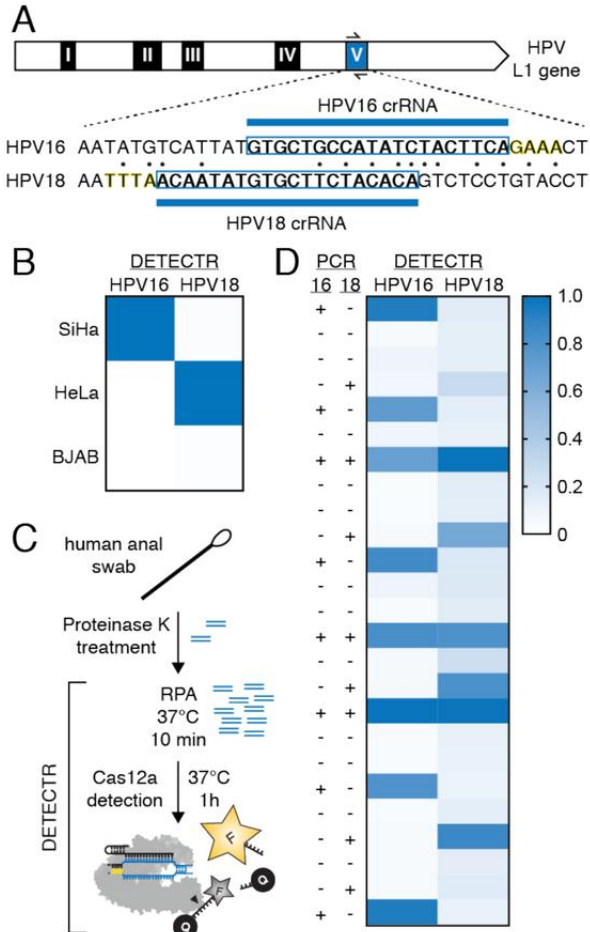 A
I II III IV V
HPV
L1 gene
HPV16 crRNA
HPV16 AATATGTCATTATGTGCTGCCATATCTACTTCAGAAACT
HPV18 AATTTAACAATATGTGCTTCTACACAGTCTCCTGTACCT
HPV18 crRNA
B
DETECTR
HPV16 HPV18
SiHa
HeLa
BJAB
C
human anal
swab
Proteinase K
treatment
RPA
37°C
10 min
Cas12a
detection
37°C
1h
DETECTR
F
F
Q
Q
D
PCR DETECTR
16 18 HPV16 HPV18
+ -
- -
- -
- +
+ -
- -
+ +
- -
- -
- +
+ -
- -
- -
+ +
- -
- +
+ +
- -
- -
+ -
- -
- +
- -
- +
+ -
1.0
0.8
0.6
0.4
0.2
0